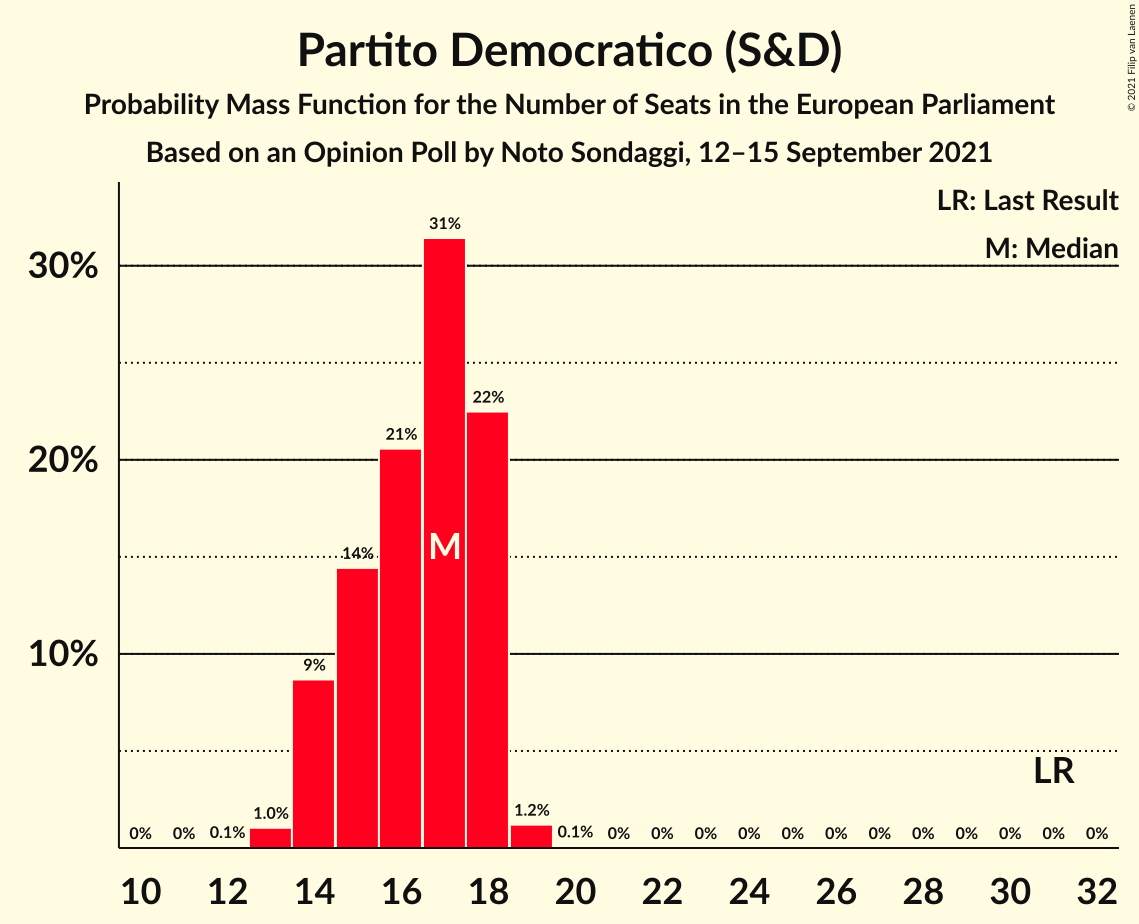 Partito Democratico (S&D)
Probability Mass Function for the Number of Seats in the European Parliament
Based on an Opinion Poll by Noto Sondaggi, 12–15 September 2021
© 2021 Filip van Laenen
LR: Last Result
M: Median
30%
20%
10%
0% 0% 0.1% 1.0% 9% 14% 21% 31% 22% 1.2% 0.1% 0% 0% 0% 0% 0% 0% 0% 0% 0% 0% 0% 0%
M
LR
10 12 14 16 18 20 22 24 26 28 30 32